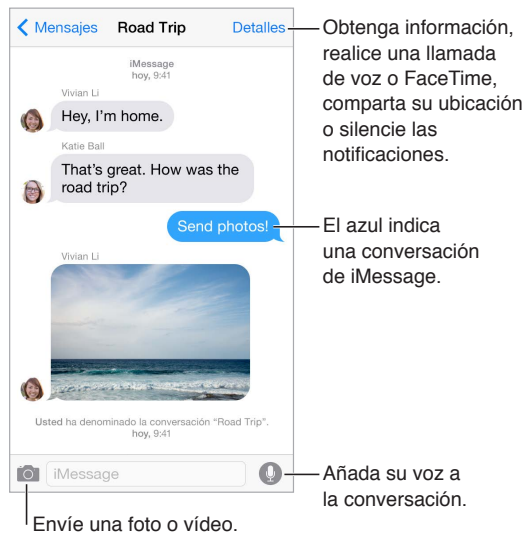 Mensajes Road Trip Detalles
Obtenga información,
realice una llamada
de voz o FaceTime,
comparta su ubicación
o silencie las
notificaciones.
iMessage
hoy, 9:41
Vivian Li
Hey, I'm home.
Katie Ball
That's great. How was the
road trip?
Send photos!
El azul indica
una conversación
de iMessage.
Vivian Li
Usted ha denominado la conversación “Road Trip”.
hoy, 9:41
iMessage
Añada su voz a
la conversación.
Envíe una foto o vídeo.